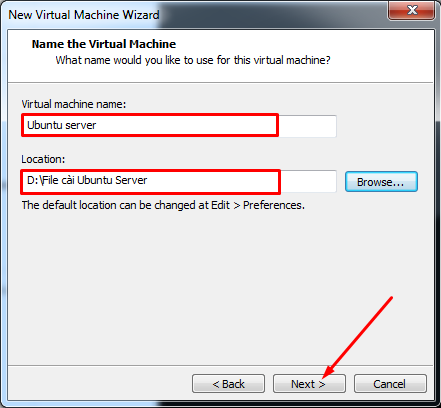 New Virtual Machine Wizard
Name the Virtual Machine
What name would you like to use for this virtual machine?
Virtual machine name:
Ubuntu server
Location:
D:\File cài Ubuntu Server
Browse...
The default location can be changed at Edit > Preferences.
< Back
Next >
Cancel